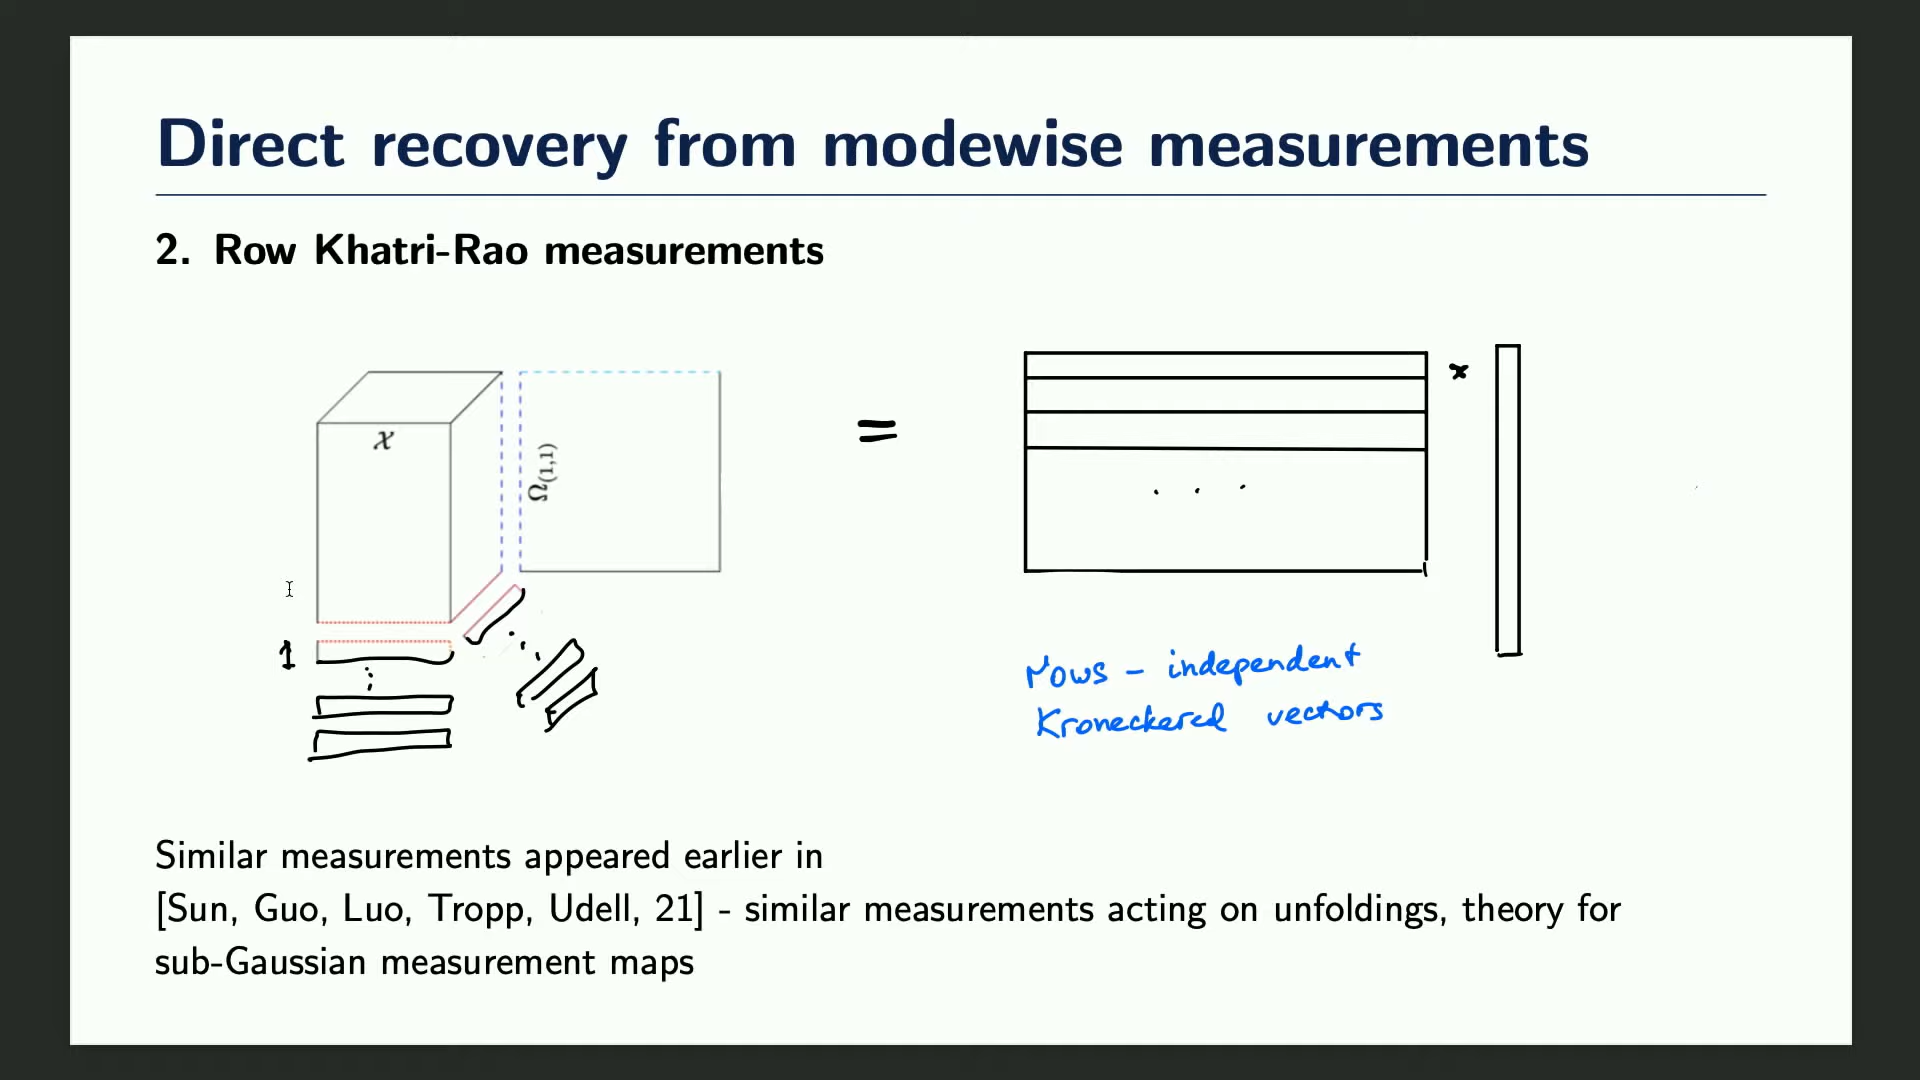 Direct recovery from modewise measurements
2. Row Khatri-Rao measurements
𝒳
Ω(1,1)
=
*
1
rows - independent
Kroneckered vectors
Similar measurements appeared earlier in
[Sun, Guo, Luo, Tropp, Udell, 21] - similar measurements acting on unfoldings, theory for
sub-Gaussian measurement maps